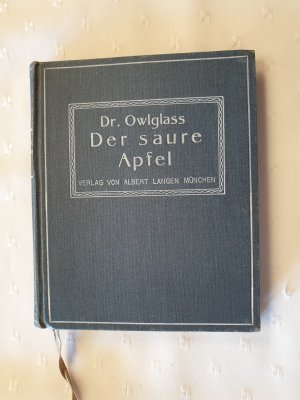 Dr. Owlglass
Der saure
Apfel
VERLAG VON ALBERT LANGEN MÜNCHEN